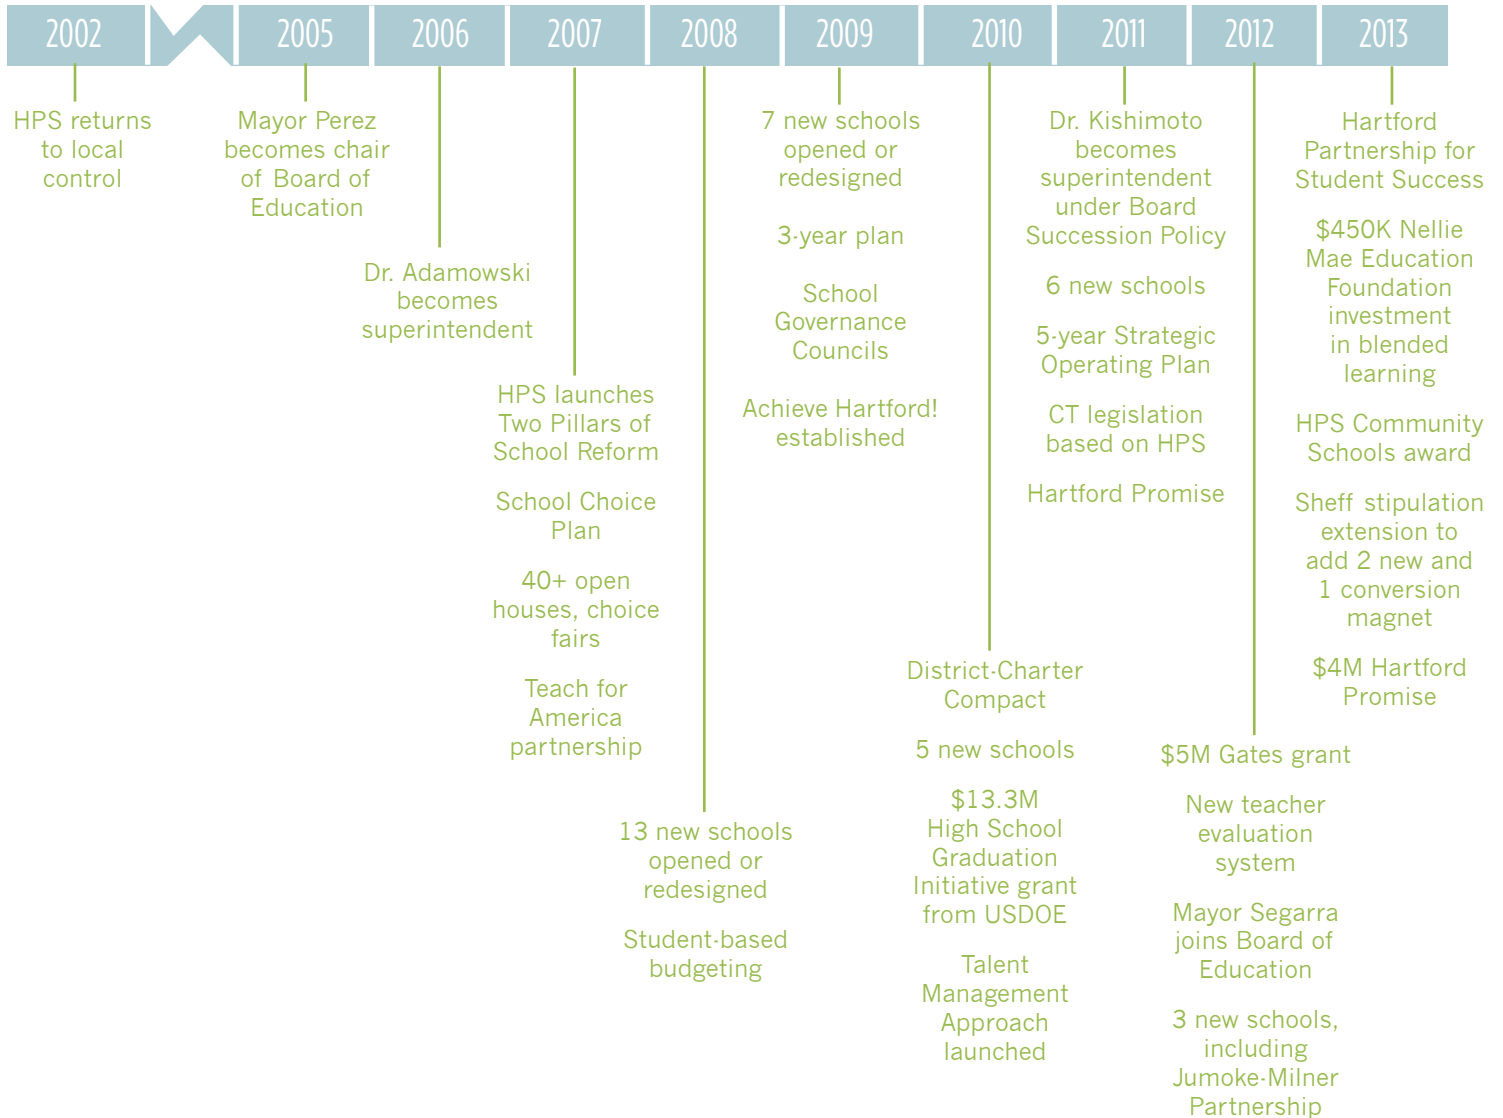 2002
2005
2006
2007
2008
2009
2010
2011
2012
2013
HPS returns
to local
control
Mayor Perez
becomes chair
of Board of
Education
Dr. Adamowski
becomes
superintendent
HPS launches
Two Pillars of
School Reform
School Choice
Plan
40+ open
houses, choice
fairs
Teach for
America
partnership
13 new schools
opened or
redesigned
Student-based
budgeting
7 new schools
opened or
redesigned
3-year plan
School
Governance
Councils
Achieve Hartford!
established
District-Charter
Compact
5 new schools
$13.3M
High School
Graduation
Initiative grant
from USDOE
Talent
Management
Approach
launched
Dr. Kishimoto
becomes
superintendent
under Board
Succession Policy
6 new schools
5-year Strategic
Operating Plan
CT legislation
based on HPS
Hartford Promise
$5M Gates grant
New teacher
evaluation
system
Mayor Segarra
joins Board of
Education
3 new schools,
including
Jumoke-Milner
Partnership
Hartford
Partnership for
Student Success
$450K Nellie
Mae Education
Foundation
investment
in blended
learning
HPS Community
Schools award
Sheff stipulation
extension to
add 2 new and
1 conversion
magnet
$4M Hartford
Promise